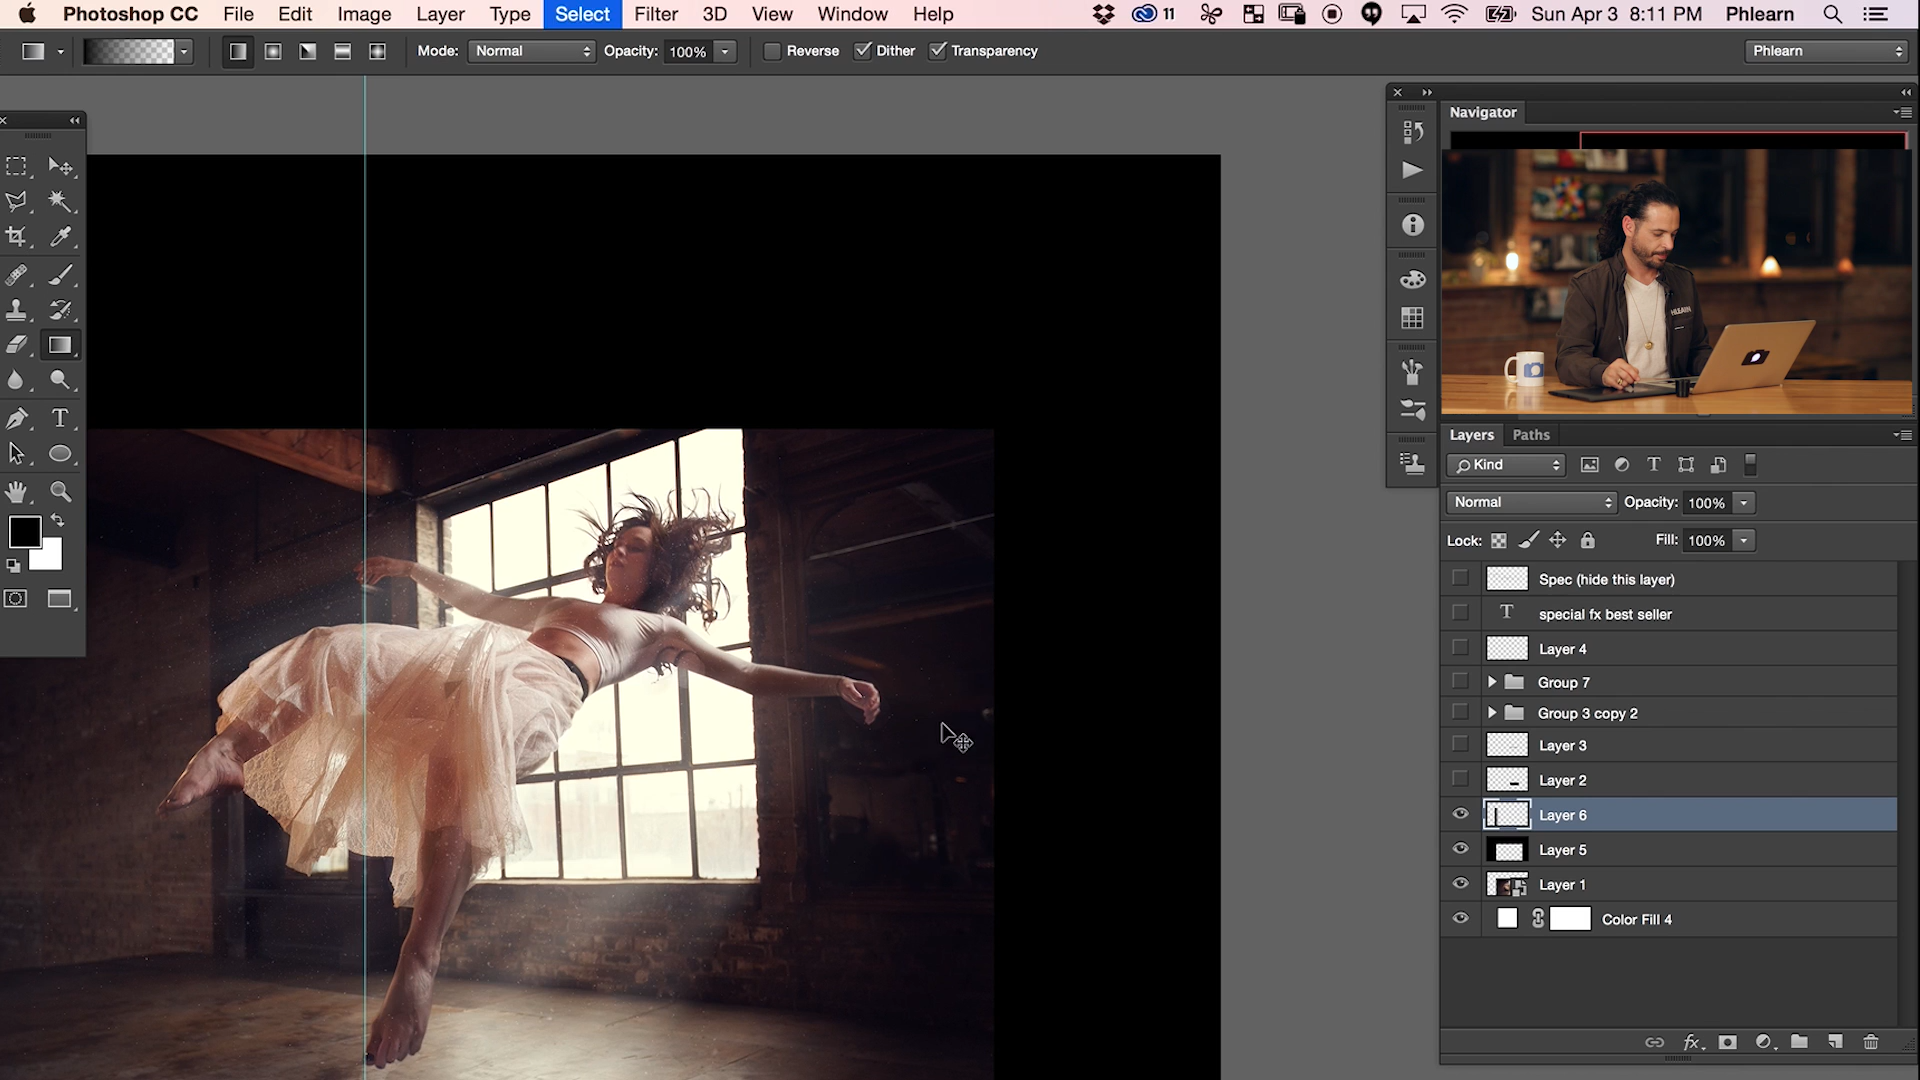 Photoshop CC File Edit Image Layer Type Select Filter 3D View Window Help 11 Sun Apr 3 8:11 PM Phlearn
Mode: Normal Opacity: 100% Reverse Dither Transparency Phlearn
Navigator
Layers Paths
Kind T
Normal Opacity: 100%
Lock: Fill: 100%
Spec (hide this layer)
T special fx best seller
Layer 4
Group 7
Group 3 copy 2
Layer 3
Layer 2
Layer 6
Layer 5
Layer 1
Color Fill 4
fx
T